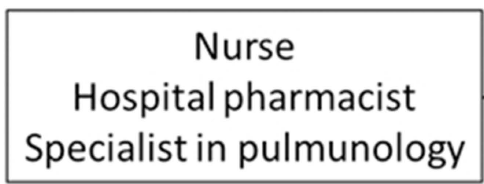 Nurse
Hospital pharmacist
Specialist in pulmunology